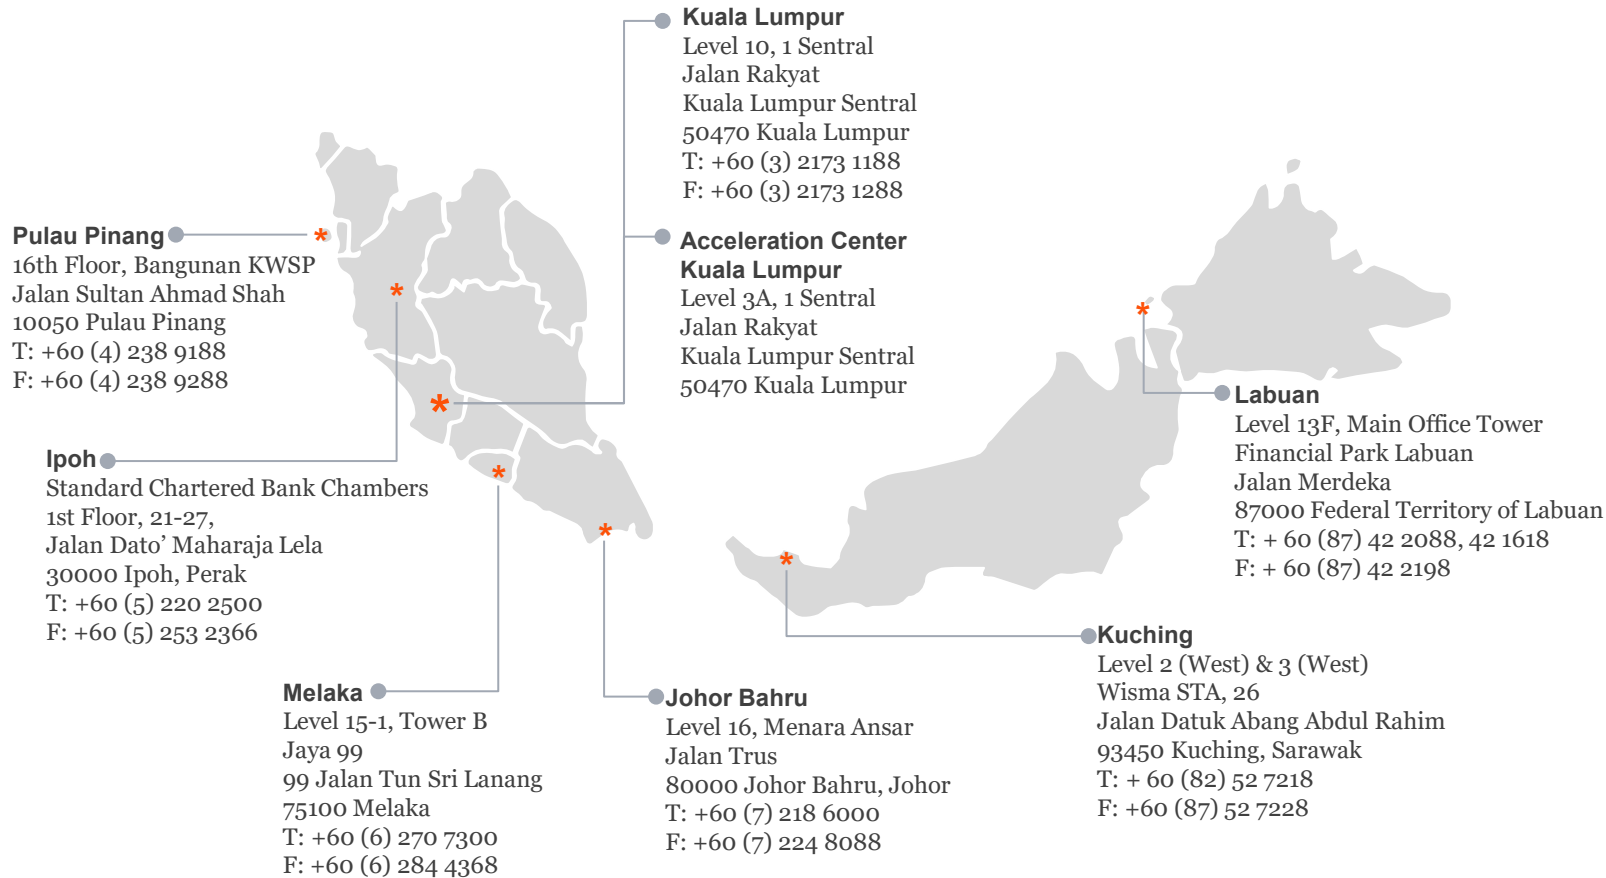 Kuala Lumpur
Level 10, 1 Sentral
Jalan Rakyat
Kuala Lumpur Sentral
50470 Kuala Lumpur
T: +60 (3) 2173 1188
F: +60 (3) 2173 1288
Acceleration Center
Kuala Lumpur
Level 3A, 1 Sentral
Jalan Rakyat
Kuala Lumpur Sentral
50470 Kuala Lumpur
Pulau Pinang
16th Floor, Bangunan KWSP
Jalan Sultan Ahmad Shah
10050 Pulau Pinang
T: +60 (4) 238 9188
F: +60 (4) 238 9288
Ipoh
Standard Chartered Bank Chambers
1st Floor, 21-27,
Jalan Dato’ Maharaja Lela
30000 Ipoh, Perak
T: +60 (5) 220 2500
F: +60 (5) 253 2366
Melaka
Level 15-1, Tower B
Jaya 99
99 Jalan Tun Sri Lanang
75100 Melaka
T: +60 (6) 270 7300
F: +60 (6) 284 4368
Johor Bahru
Level 16, Menara Ansar
Jalan Trus
80000 Johor Bahru, Johor
T: +60 (7) 218 6000
F: +60 (7) 224 8088
Labuan
Level 13F, Main Office Tower
Financial Park Labuan
Jalan Merdeka
87000 Federal Territory of Labuan
T: + 60 (87) 42 2088, 42 1618
F: + 60 (87) 42 2198
Kuching
Level 2 (West) & 3 (West)
Wisma STA, 26
Jalan Datuk Abang Abdul Rahim
93450 Kuching, Sarawak
T: + 60 (82) 52 7218
F: +60 (87) 52 7228